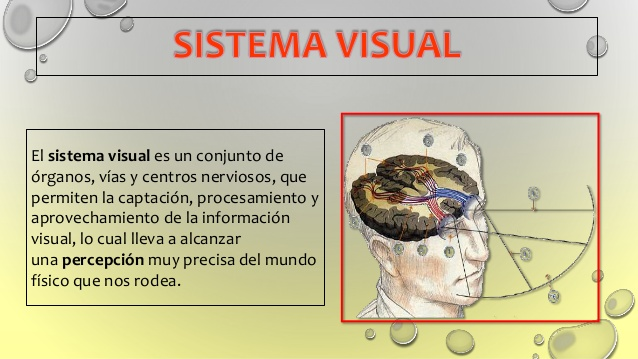 SISTEMA VISUAL
El sistema visual es un conjunto de
órganos, vías y centros nerviosos, que
permiten la captación, procesamiento y
aprovechamiento de la información
visual, lo cual lleva a alcanzar
una percepción muy precisa del mundo
físico que nos rodea.